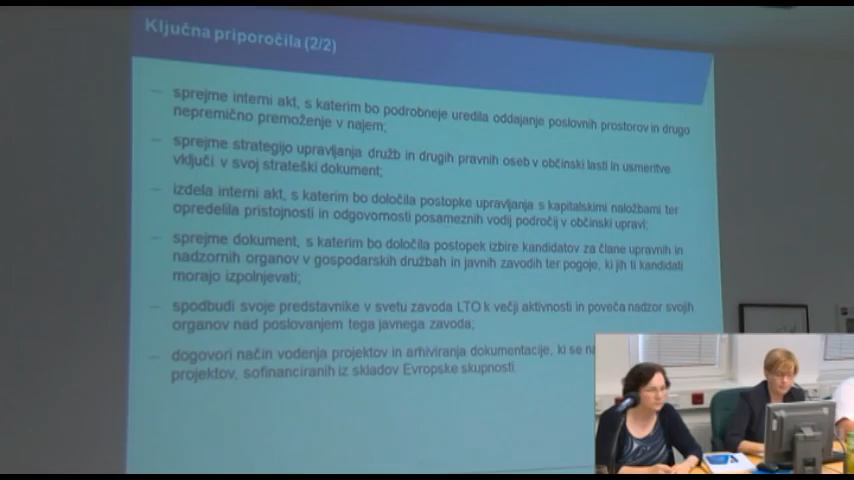 Ključna priporočila (2/2)
– sprejme interni akt, s katerim bo podrobneje uredila oddajanje poslovnih prostorov in drugo
nepremično premoženje v najem;
– sprejme strategijo upravljanja družb in drugih pravnih oseb v občinski lasti in usmeritve
vključi v svoj strateški dokument;
– izdela interni akt, s katerim bo določila postopke upravljanja s kapitalskimi naložbami ter
opredelila pristojnosti in odgovornosti posameznih vodij področij v občinski upravi;
– sprejme dokument, s katerim bo določila postopek izbire kandidatov za člane upravnih in
nadzornih organov v gospodarskih družbah in javnih zavodih ter pogoje, ki jih ti kandidati
morajo izpolnjevati;
– spodbudi svoje predstavnike v svetu zavoda LTO k večji aktivnosti in poveča nadzor svojih
organov nad poslovanjem tega javnega zavoda;
– dogovori način vodenja projektov in arhiviranja dokumentacije, ki se
projektov, sofinanciranih iz skladov Evropske skupnosti